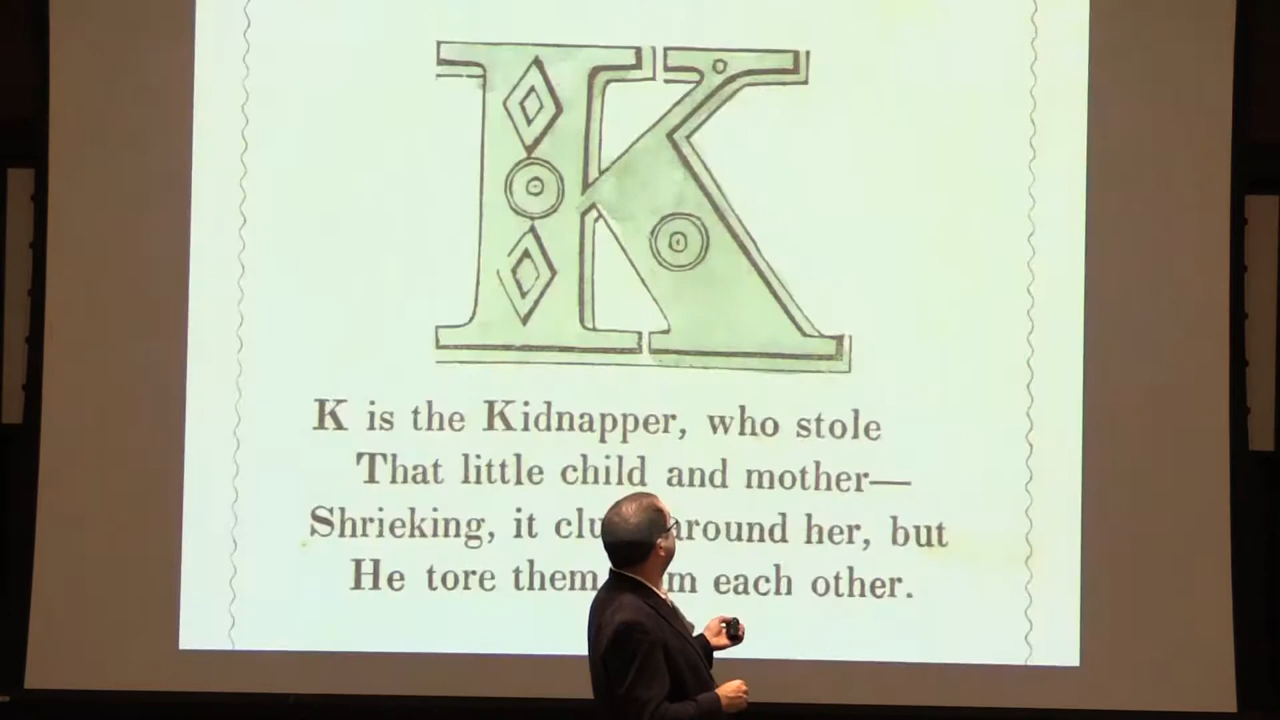 K
K is the Kidnapper, who stole
That little child and mother—
Shrieking, it around her, but
He tore them each other.